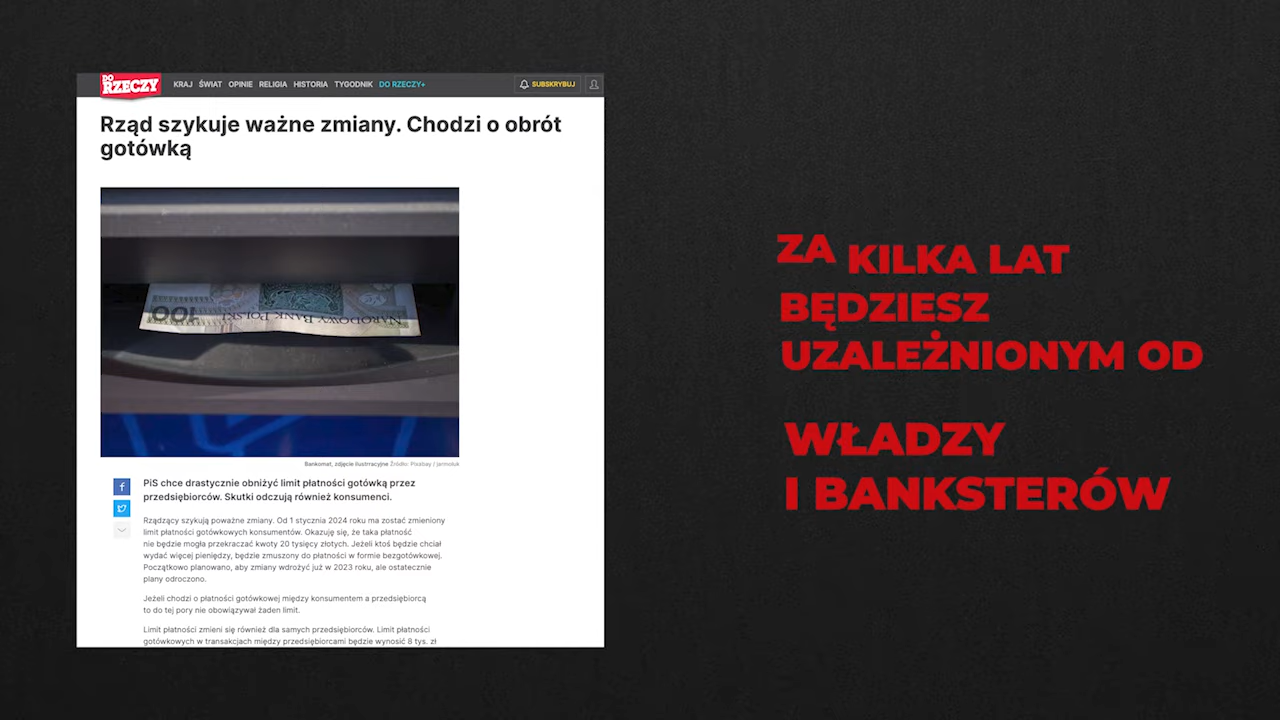 DO
RZECZY
KRAJ ŚWIAT OPINIE RELIGIA HISTORIA TYGODNIK DO RZECZY+
SUBSKRYBUJ
Rząd szykuje ważne zmiany. Chodzi o obrót
gotówką
100
NARODOWY BANK POLSKI
Bankomat, zdjęcie ilustracyjne Źródło: Pixabay / jarmoluk
PiS chce drastycznie obniżyć limit płatności gotówką przez
przedsiębiorców. Skutki odczują również konsumenci.
Rządzący szykują poważne zmiany. Od 1 stycznia 2024 roku ma zostać zmieniony
limit płatności gotówkowych konsumentów. Okazuję się, że taka płatność
nie będzie mogła przekraczać kwoty 20 tysięcy złotych. Jeżeli ktoś będzie chciał
wydać więcej pieniędzy, będzie zmuszony do płatności w formie bezgotówkowej.
Początkowo planowano, aby zmiany wdrożyć już w 2023 roku, ale ostatecznie
plany odroczono.
Jeżeli chodzi o płatności gotówkowej między konsumentem a przedsiębiorcą
to do tej pory nie obowiązywał żaden limit.
Limit płatności zmieni się również dla samych przedsiębiorców. Limit płatności
gotówkowych w transakcjach między przedsiębiorcami będzie wynosić 8 tys. zł
ZA KILKA LAT
BĘDZIESZ
UZALEŻNIONYM OD
WŁADZY
I BANKSTERÓW